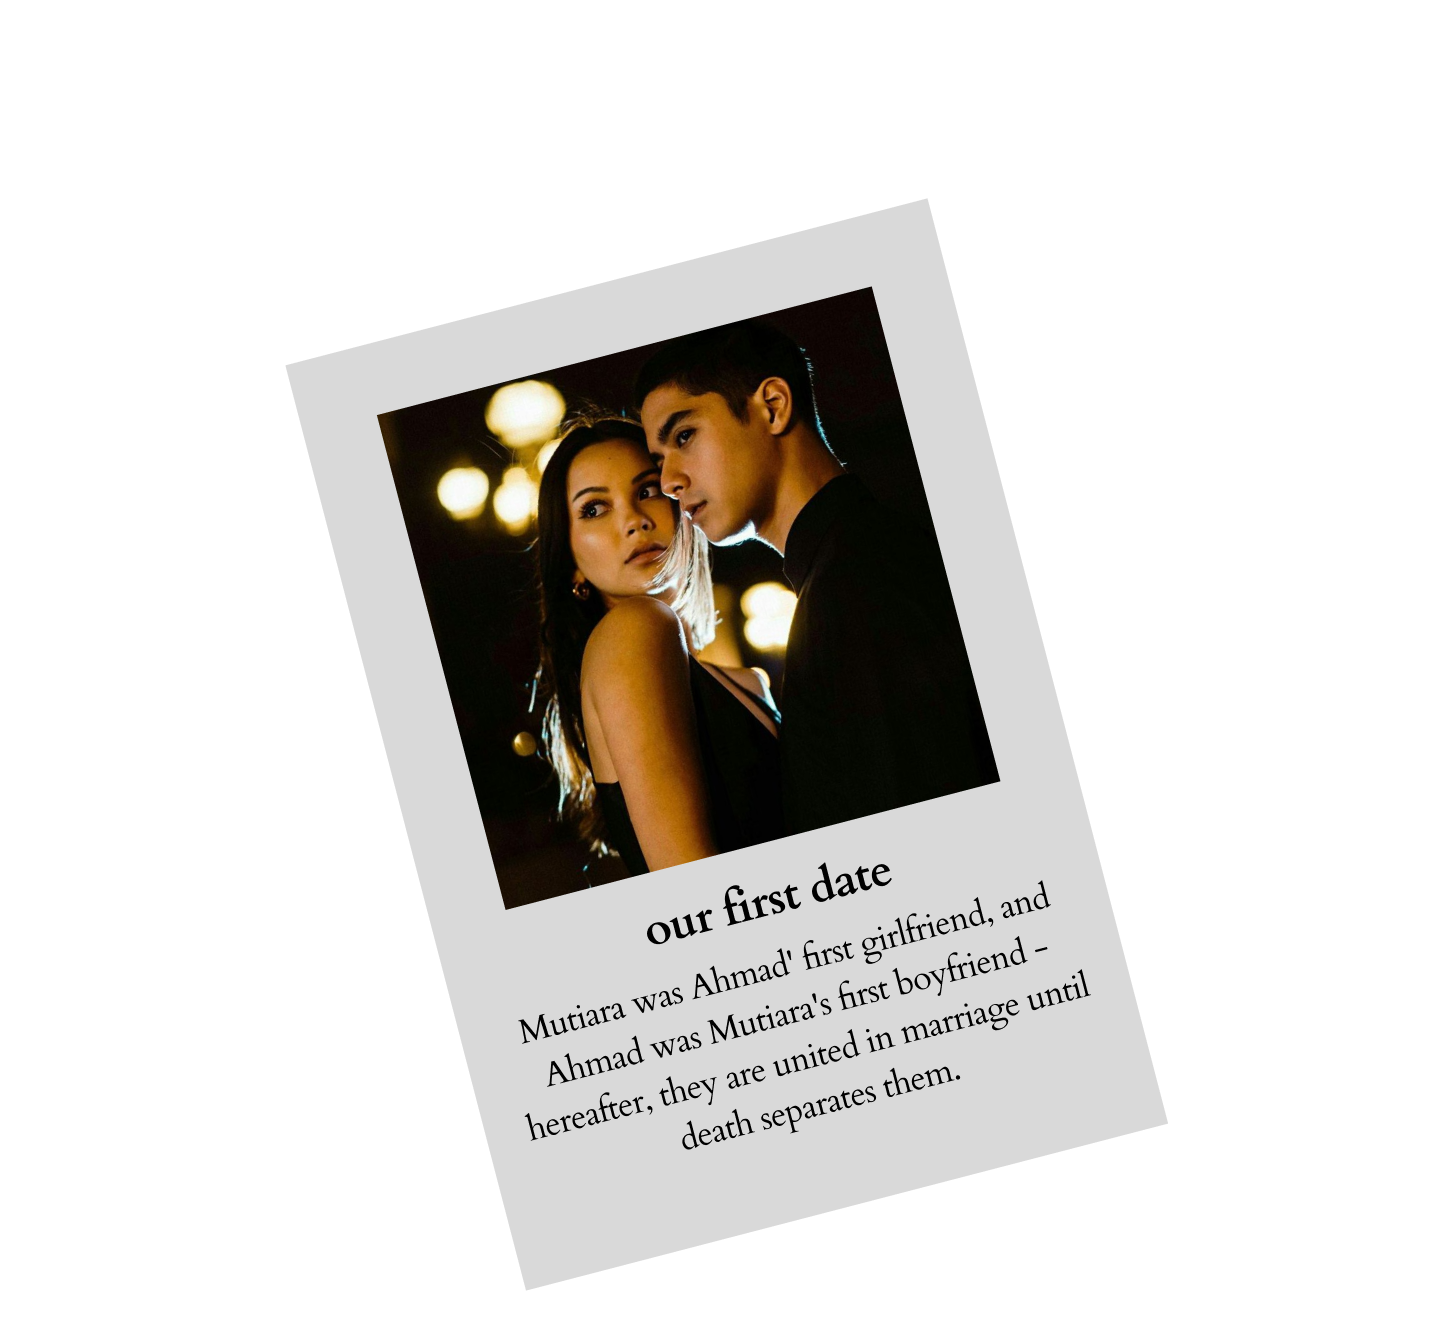 our first date
Mutiara was Ahmad' first girlfriend, and
Ahmad was Mutiara's first boyfriend -
hereafter, they are united in marriage until
death separates them.